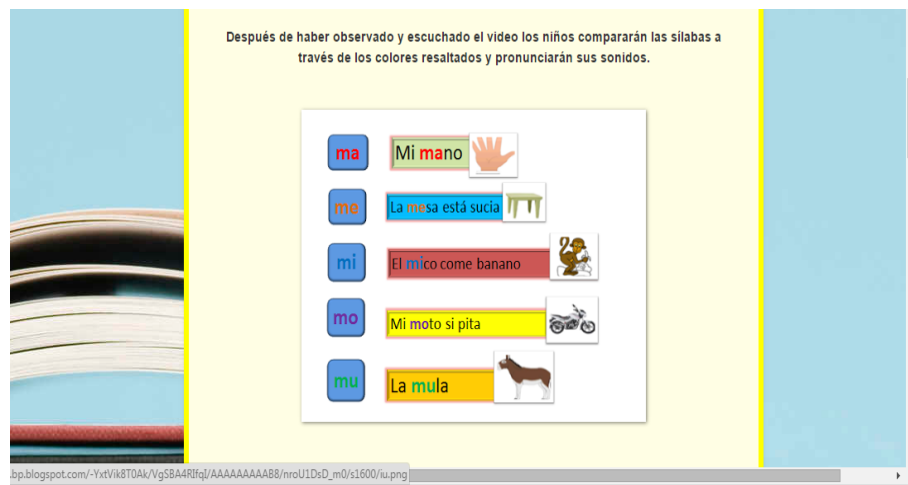 Después de haber observado y escuchado el video los niños compararán las sílabas a
través de los colores resaltados y pronunciarán sus sonidos.
ma Mi mano
me La mesa está sucia
mi El mico come banano
mo Mi moto si pita
mu La mula
.bp.blogspot.com/-YxtVik8T0Ak/VgSBA4RIfqI/AAAAAAAAAB8/nroU1DsD_m0/s1600/iu.png